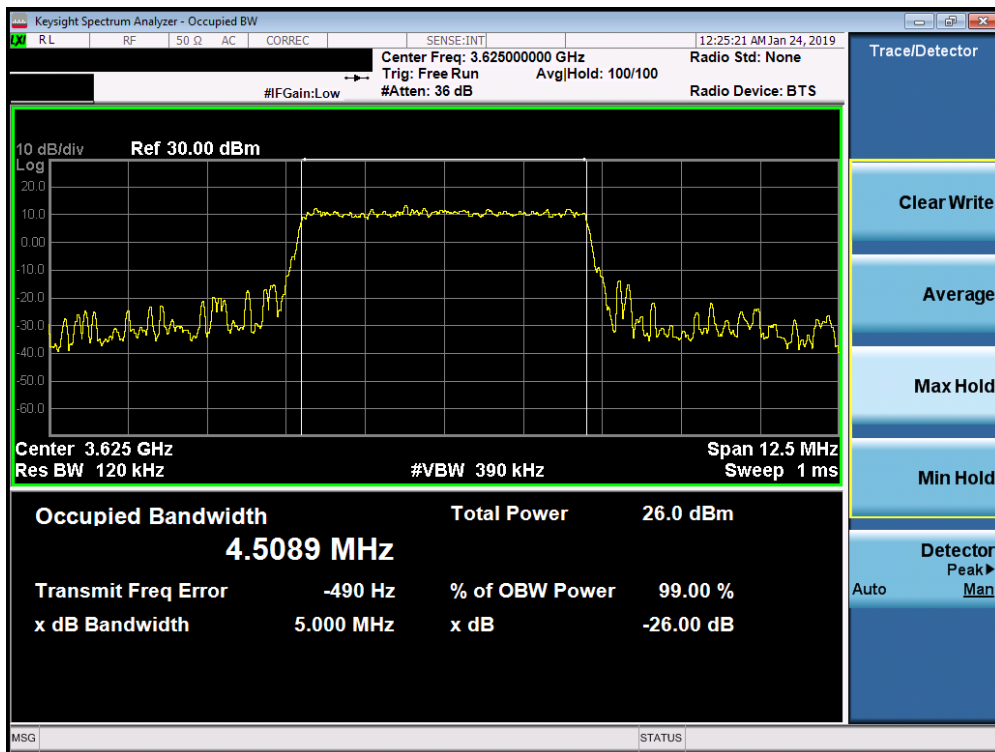 Keysight Spectrum Analyzer - Occupied BW
LXI RL RF 50 Ω AC CORREC SENSE:INT 12:25:21 AM Jan 24, 2019
Center Freq: 3.625000000 GHz Radio Std: None
Trig: Free Run Avg|Hold: 100/100
#IFGain:Low #Atten: 36 dB Radio Device: BTS
10 dB/div Ref 30.00 dBm
Log
20.0
10.0
0.00
-10.0
-20.0
-30.0
-40.0
-50.0
-60.0
Center 3.625 GHz Span 12.5 MHz
Res BW 120 kHz #VBW 390 kHz Sweep 1 ms
Occupied Bandwidth Total Power 26.0 dBm
4.5089 MHz
Transmit Freq Error -490 Hz % of OBW Power 99.00 %
x dB Bandwidth 5.000 MHz x dB -26.00 dB
MSG STATUS
Trace/Detector
Clear Write
Average
Max Hold
Min Hold
Detector
Peak▶
Auto Man